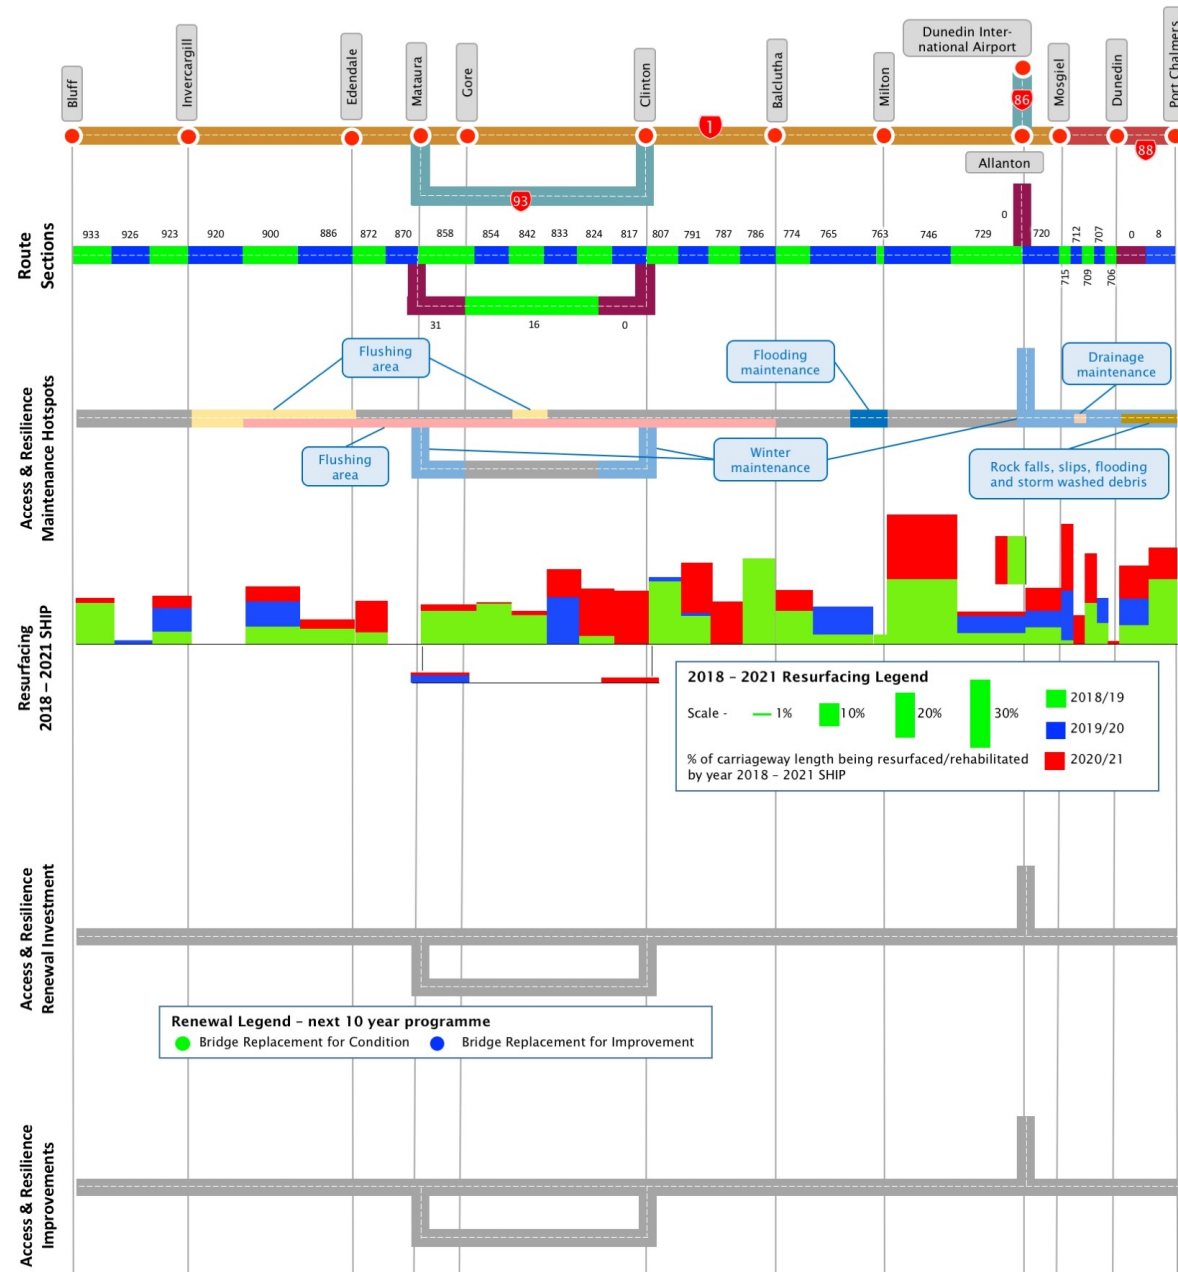 Bluff
Invercargill
Edendale
Mataura
Gore
Clinton
Balclutha
Milton
Dunedin Inter-
national Airport
Mosgiel
Dunedin
Port Chalmers
86
1
88
93
Allanton
Route
Sections
0
933 926 923 920 900 886 872 870 858 854 842 833 824 817 807 791 787 786 774 765 763 746 729 720 712 707 0 8
715 709 706
31 16 0
Access & Resilience
Maintenance Hotspots
Flushing
area
Flooding
maintenance
Drainage
maintenance
Flushing
area
Winter
maintenance
Rock falls, slips, flooding
and storm washed debris
Resurfacing
2018 – 2021 SHIP
2018 – 2021 Resurfacing Legend
Scale - 1% 10% 20% 30%
2018/19
2019/20
2020/21
% of carriageway length being resurfaced/rehabilitated
by year 2018 – 2021 SHIP
Access & Resilience
Renewal Investment
Renewal Legend – next 10 year programme
Bridge Replacement for Condition Bridge Replacement for Improvement
Access & Resilience
Improvements